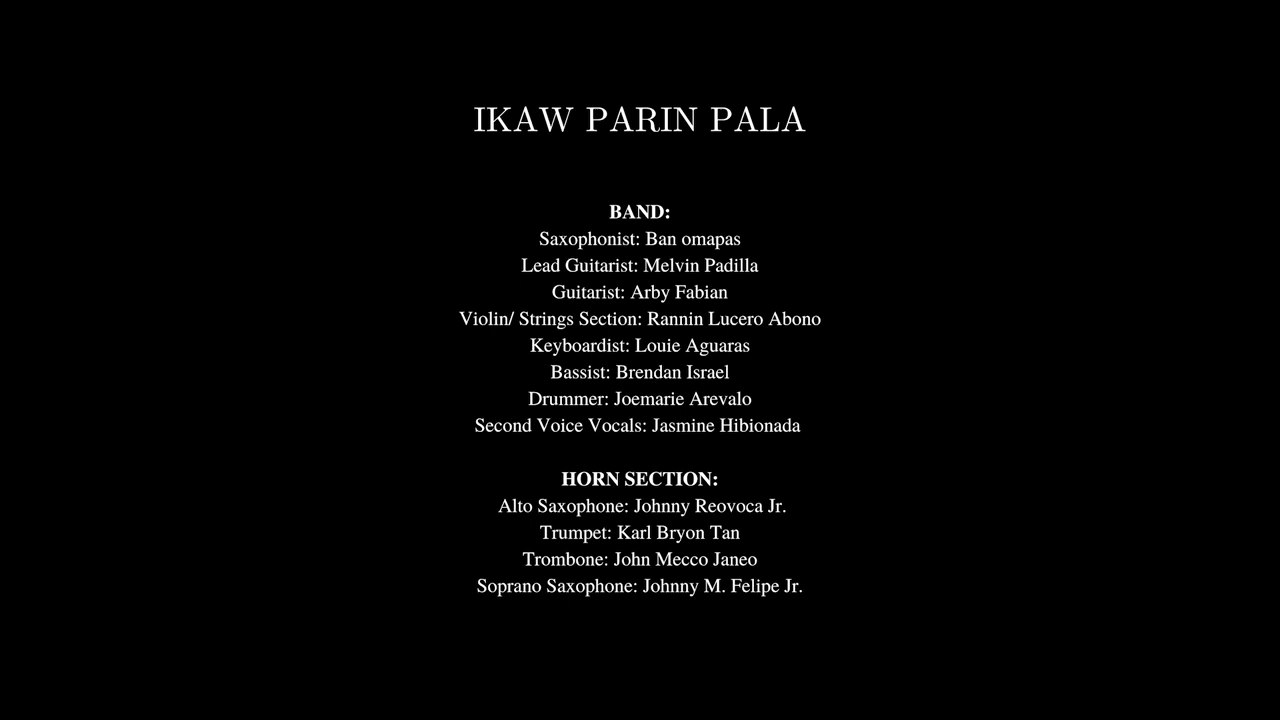 IKAW PARIN PALA
BAND:
Saxophonist: Ban omapas
Lead Guitarist: Melvin Padilla
Guitarist: Arby Fabian
Violin/ Strings Section: Rannin Lucero Abono
Keyboardist: Louie Aguaras
Bassist: Brendan Israel
Drummer: Joemarie Arevalo
Second Voice Vocals: Jasmine Hibionada
HORN SECTION:
Alto Saxophone: Johnny Reovoca Jr.
Trumpet: Karl Bryon Tan
Trombone: John Mecco Janeo
Soprano Saxophone: Johnny M. Felipe Jr.